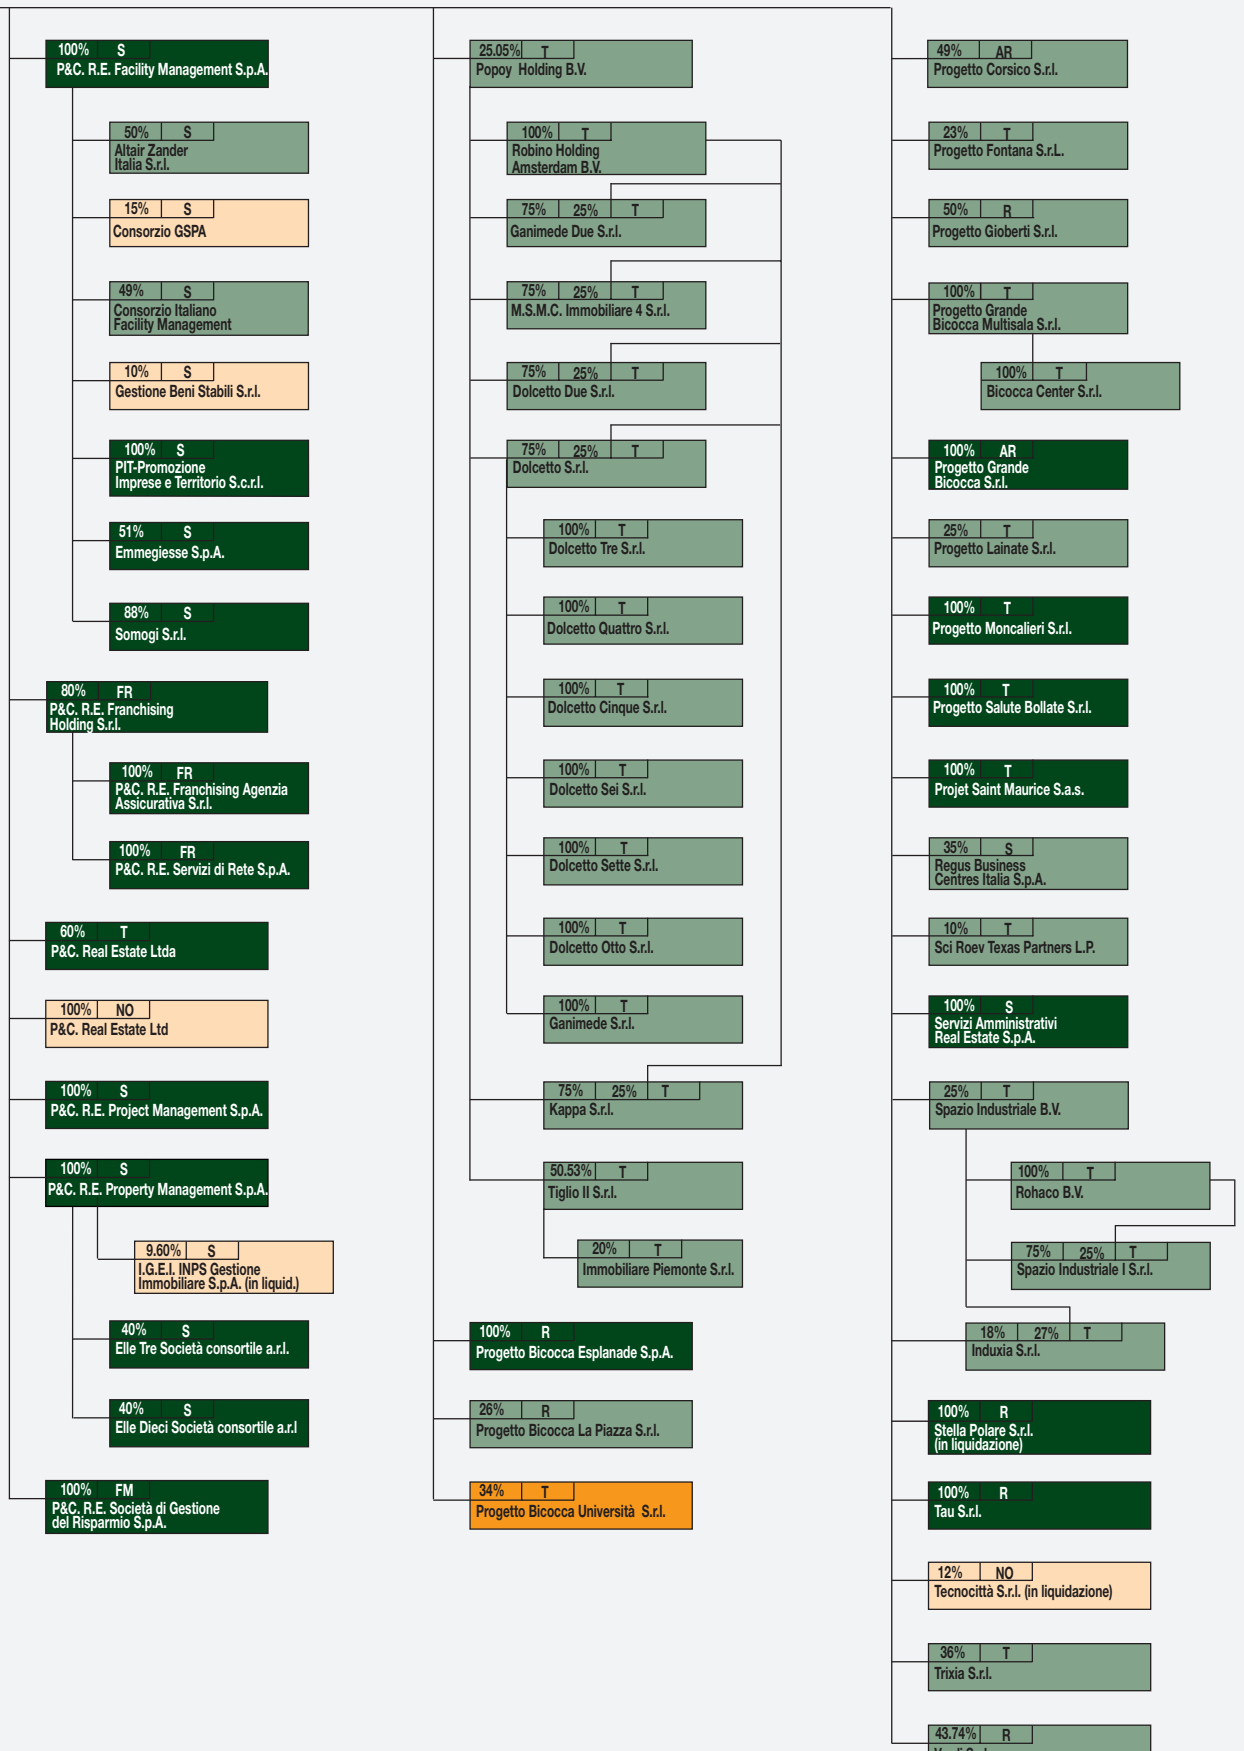 100% S
P&C. R.E. Facility Management S.p.A.
50% S
Altair Zander
Italia S.r.l.
15% S
Consorzio GSPA
49% S
Consorzio Italiano
Facility Management
10% S
Gestione Beni Stabili S.r.l.
100% S
PIT-Promozione
Imprese e Territorio S.c.r.l.
51% S
Emmegiesse S.p.A.
88% S
Somogi S.r.l.
80% FR
P&C. R.E. Franchising
Holding S.r.l.
100% FR
P&C. R.E. Franchising Agenzia
Assicurativa S.r.l.
100% FR
P&C. R.E. Servizi di Rete S.p.A.
60% T
P&C. Real Estate Ltda
100% NO
P&C. Real Estate Ltd
100% S
P&C. R.E. Project Management S.p.A.
100% S
P&C. R.E. Property Management S.p.A.
9.60% S
I.G.E.I. INPS Gestione
Immobiliare S.p.A. (in liquid.)
40% S
Elle Tre Società consortile a.r.l.
40% S
Elle Dieci Società consortile a.r.l
100% FM
P&C. R.E. Società di Gestione
del Risparmio S.p.A.
25.05% T
Popoy Holding B.V.
100% T
Robino Holding
Amsterdam B.V.
75% 25% T
Ganimede Due S.r.l.
75% 25% T
M.S.M.C. Immobiliare 4 S.r.l.
75% 25% T
Dolcetto Due S.r.l.
75% 25% T
Dolcetto S.r.l.
100% T
Dolcetto Tre S.r.l.
100% T
Dolcetto Quattro S.r.l.
100% T
Dolcetto Cinque S.r.l.
100% T
Dolcetto Sei S.r.l.
100% T
Dolcetto Sette S.r.l.
100% T
Dolcetto Otto S.r.l.
100% T
Ganimede S.r.l.
75% 25% T
Kappa S.r.l.
50.53% T
Tiglio II S.r.l.
20% T
Immobiliare Piemonte S.r.l.
100% R
Progetto Bicocca Esplanade S.p.A.
26% R
Progetto Bicocca La Piazza S.r.l.
34% T
Progetto Bicocca Università S.r.l.
49% AR
Progetto Corsico S.r.l.
23% T
Progetto Fontana S.r.L.
50% R
Progetto Gioberti S.r.l.
100% T
Progetto Grande
Bicocca Multisala S.r.l.
100% T
Bicocca Center S.r.l.
100% AR
Progetto Grande
Bicocca S.r.l.
25% T
Progetto Lainate S.r.l.
100% T
Progetto Moncalieri S.r.l.
100% T
Progetto Salute Bollate S.r.l.
100% T
Projet Saint Maurice S.a.s.
35% S
Regus Business
Centres Italia S.p.A.
10% T
Sci Roev Texas Partners L.P.
100% S
Servizi Amministrativi
Real Estate S.p.A.
25% T
Spazio Industriale B.V.
100% T
Rohaco B.V.
75% 25% T
Spazio Industriale I S.r.l.
18% 27% T
Induxia S.r.l.
100% R
Stella Polare S.r.l.
(in liquidazione)
100% R
Tau S.r.l.
12% NO
Tecnocittà S.r.l. (in liquidazione)
36% T
Trixia S.r.l.
43.74% R